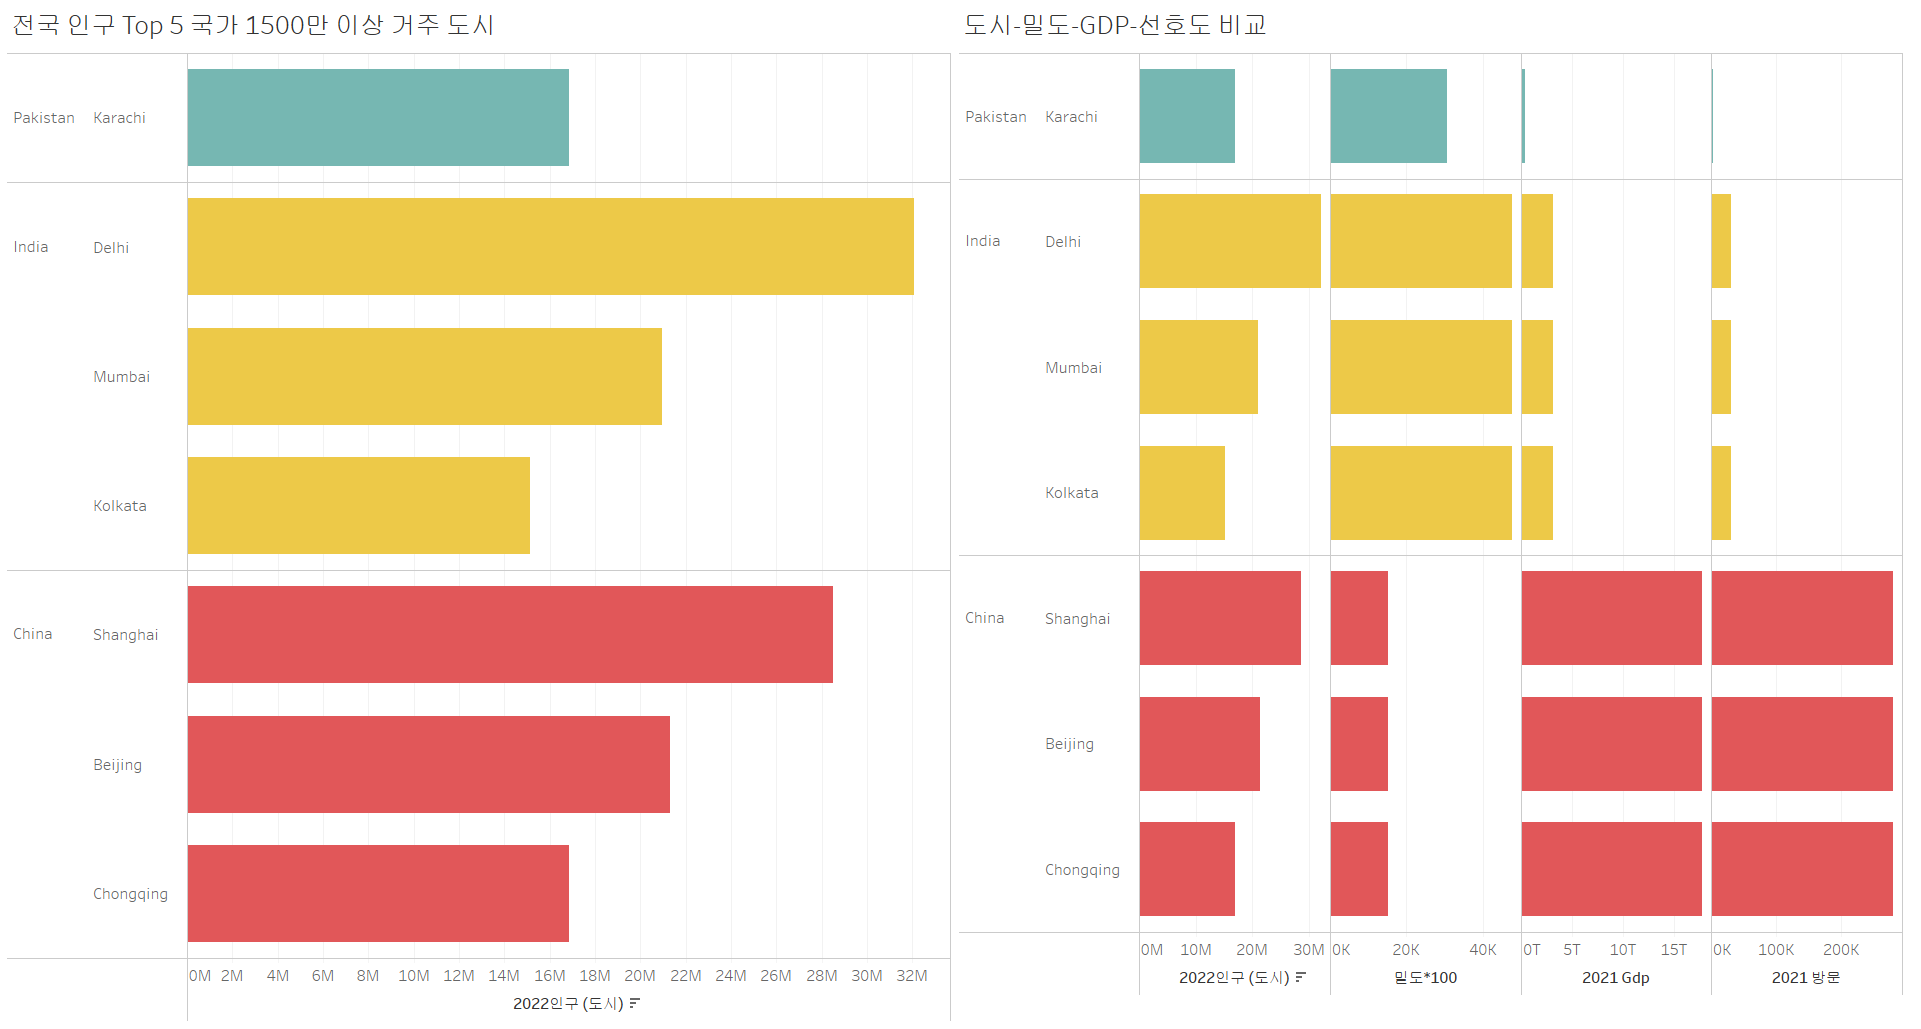 전국 인구 Top 5 국가 1500만 이상 거주 도시
Pakistan Karachi
India Delhi
Mumbai
Kolkata
China Shanghai
Beijing
Chongqing
0M 2M 4M 6M 8M 10M 12M 14M 16M 18M 20M 22M 24M 26M 28M 30M 32M
2022인구 (도시)
도시-밀도-GDP-선호도 비교
Pakistan Karachi
India Delhi
Mumbai
Kolkata
China Shanghai
Beijing
Chongqing
0M 10M 20M 30M 0K 20K 40K 0T 5T 10T 15T 0K 100K 200K
2022인구 (도시) 밀도*100 2021 Gdp 2021 방문